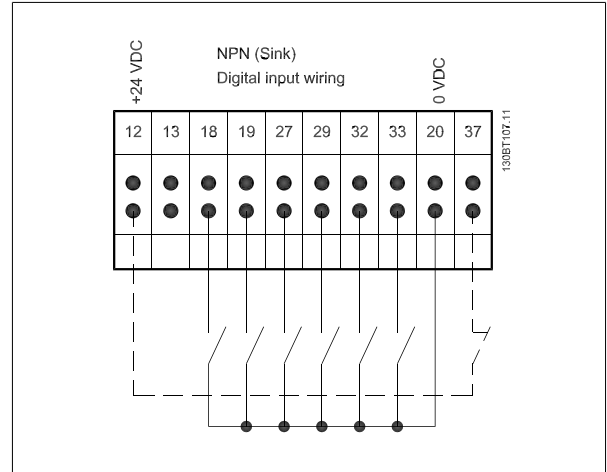 +24 VDC
NPN (Sink)
Digital input wiring
0 VDC
12 13 18 19 27 29 32 33 20 37
130BT107.11